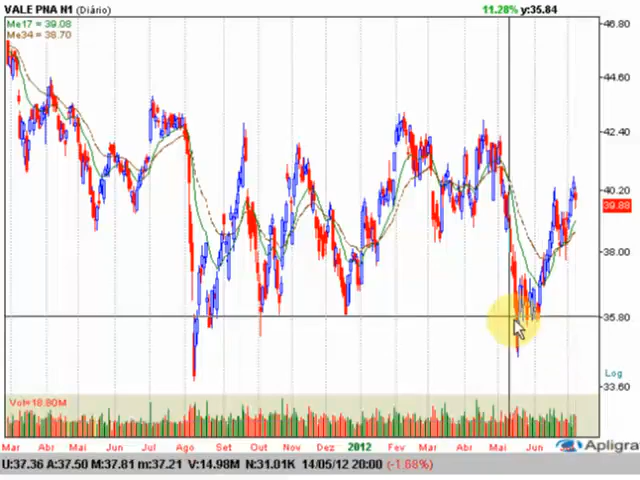 VALE PNA N1 (Diário) 11.28% y:35.84
Me17 = 39.08
Me34 = 38.70
46.80
44.60
42.40
40.20
39.88
38.00
35.80
Log
33.60
Vol=18.80M
Mar Abr Mai Jun Jul Ago Set Out Nov Dez 2012 Fev Mar Abr Mai Jun
Apligra
U:37.36 A:37.50 M:37.81 m:37.21 V:14.98M N:31.01K 14/05/12 20:00 (-1.68%)